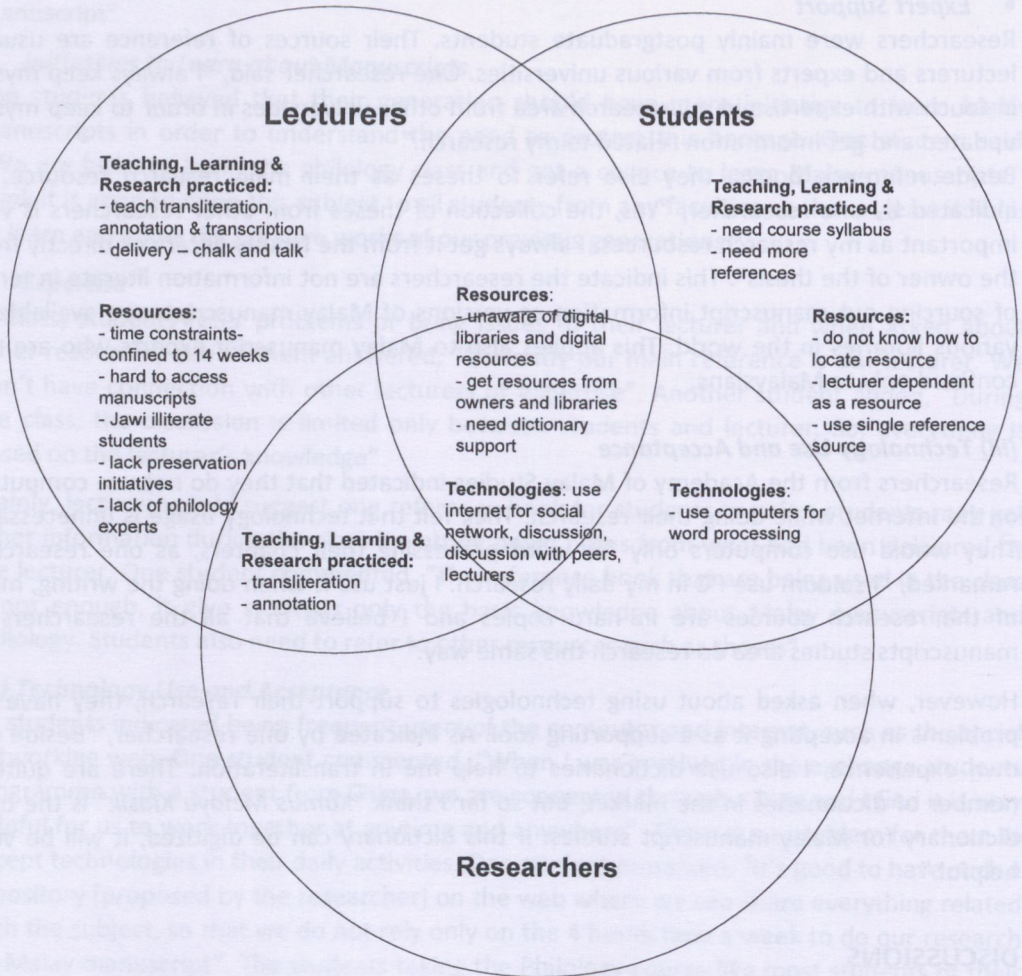 Lecturers
Teaching, Learning &
Research practiced:
- teach transliteration,
annotation & transcription
- delivery – chalk and talk
Resources:
- time constraint
confined to 14 weeks
- hard to access
manuscripts
- Jawi illiterate
students
- lack preservation
initiatives
- lack of philology
experts
Students
Teaching, Learning &
Research practiced :
- need course syllabus
- need more
references
Resources:
- do not know how to
locate source
- lecturer dependent
as a resource
- use single reference
source
Resources:
- unaware of digital
libraries and digital
resources
- get resources from
experts and libraries
- need dictionary
support
Technologies: use
internet for social
network, discussion
discussion with peers,
lecturers
Technologies:
- use computers for
word processing
Teaching, Learning &
Research practiced:
- transliteration
- annotation
Researchers